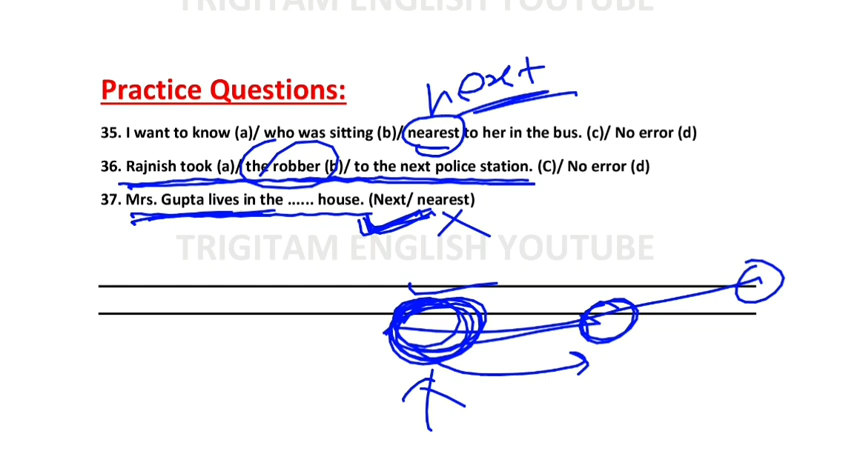 TRIGITAM ENGLISH YOUTUBE
next
Practice Questions:
35. I want to know (a)/ who was sitting (b)/ nearest to her in the bus. (c)/ No error (d)
36. Rajnish took (a)/ the robber (b)/ to the next police station. (C)/ No error (d)
37. Mrs. Gupta lives in the ...... house. (Next/ nearest)
TRIGITAM ENGLISH YOUTUBE